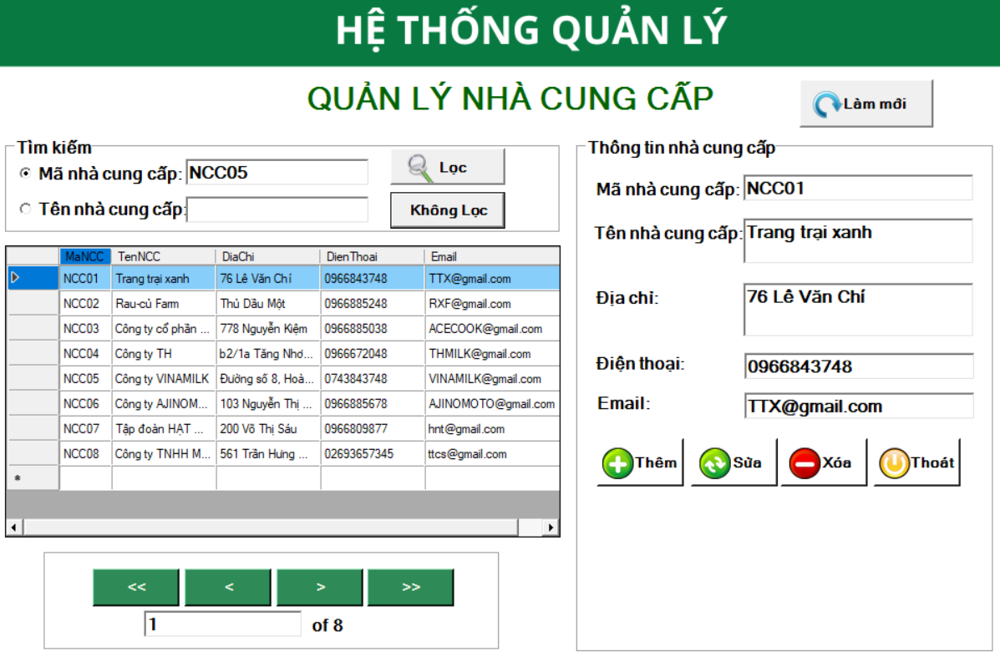 HỆ THỐNG QUẢN LÝ
QUẢN LÝ NHÀ CUNG CẤP
Làm mới
Tìm kiếm
Mã nhà cung cấp: NCC05
Lọc
Tên nhà cung cấp:
Không Lọc
MaNCC TenNCC DiaChi DienThoai Email
NCC01 Trang trại xanh 76 Lê Văn Chí 0966843748 TTX@gmail.com
NCC02 Rau-củ Farm Thủ Dầu Một 0966885248 RXF@gmail.com
NCC03 Công ty cổ phần ... 778 Nguyễn Kiệm 0966885038 ACECOOK@gmail.com
NCC04 Công ty TH b2/1a Tăng Nhơ... 0966672048 THMILK@gmail.com
NCC05 Công ty VINAMILK Đường số 8, Hoà... 0743843748 VINAMILK@gmail.com
NCC06 Công ty AJINOM... 103 Nguyễn Thị ... 0966885678 AJINOMOTO@gmail.com
NCC07 Tập đoàn HẠT ... 200 Võ Thị Sáu 0966809877 hnt@gmail.com
NCC08 Công ty TNHH M... 561 Trần Hưng ... 02693657345 ttcs@gmail.com
*
<< < > >>
1 of 8
Thông tin nhà cung cấp
Mã nhà cung cấp: NCC01
Tên nhà cung cấp: Trang trại xanh
Địa chỉ: 76 Lê Văn Chí
Điện thoại: 0966843748
Email: TTX@gmail.com
Thêm Sửa Xóa Thoát